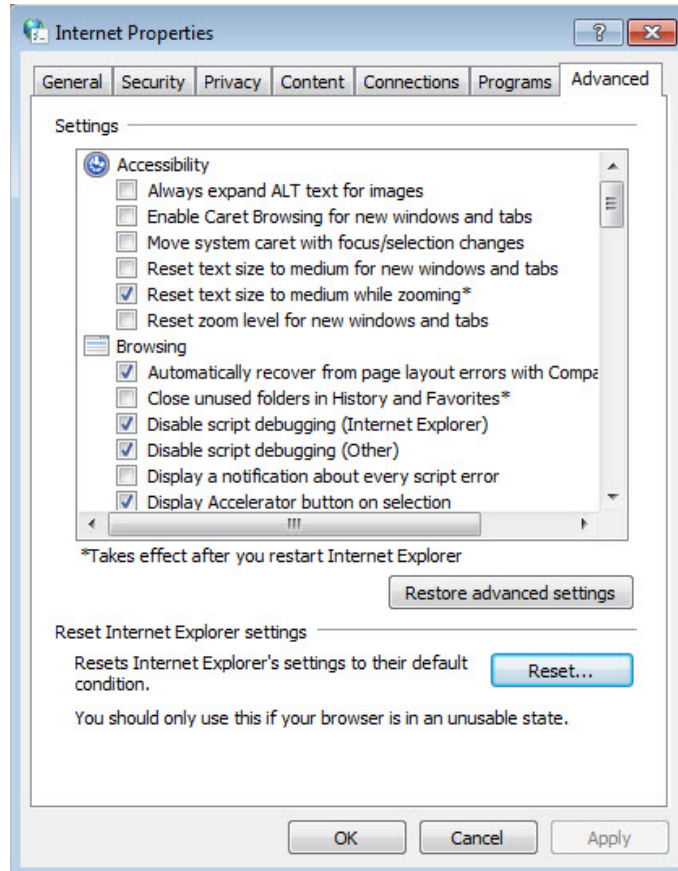 Internet Properties
General Security Privacy Content Connections Programs Advanced
Settings
Accessibility
Always expand ALT text for images
Enable Caret Browsing for new windows and tabs
Move system caret with focus/selection changes
Reset text size to medium for new windows and tabs
Reset text size to medium while zooming*
Reset zoom level for new windows and tabs
Browsing
Automatically recover from page layout errors with Compa
Close unused folders in History and Favorites*
Disable script debugging (Internet Explorer)
Disable script debugging (Other)
Display a notification about every script error
Display Accelerator button on selection
*Takes effect after you restart Internet Explorer
Restore advanced settings
Reset Internet Explorer settings
Resets Internet Explorer's settings to their default
condition.
Reset...
You should only use this if your browser is in an unusable state.
OK Cancel Apply